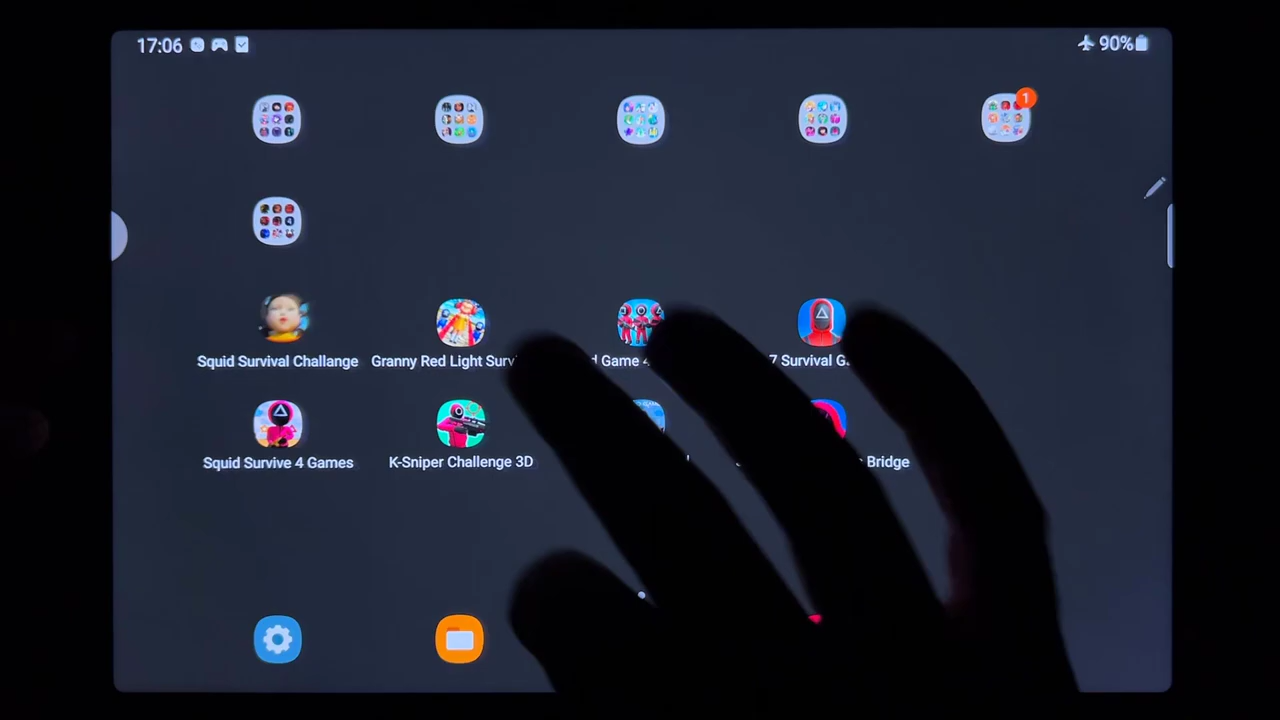 17:06
90%
1
Squid Survival Challange
Granny Red Light
Game 4
7 Survival
Squid Survive 4 Games
K-Sniper Challenge 3D
Bridge